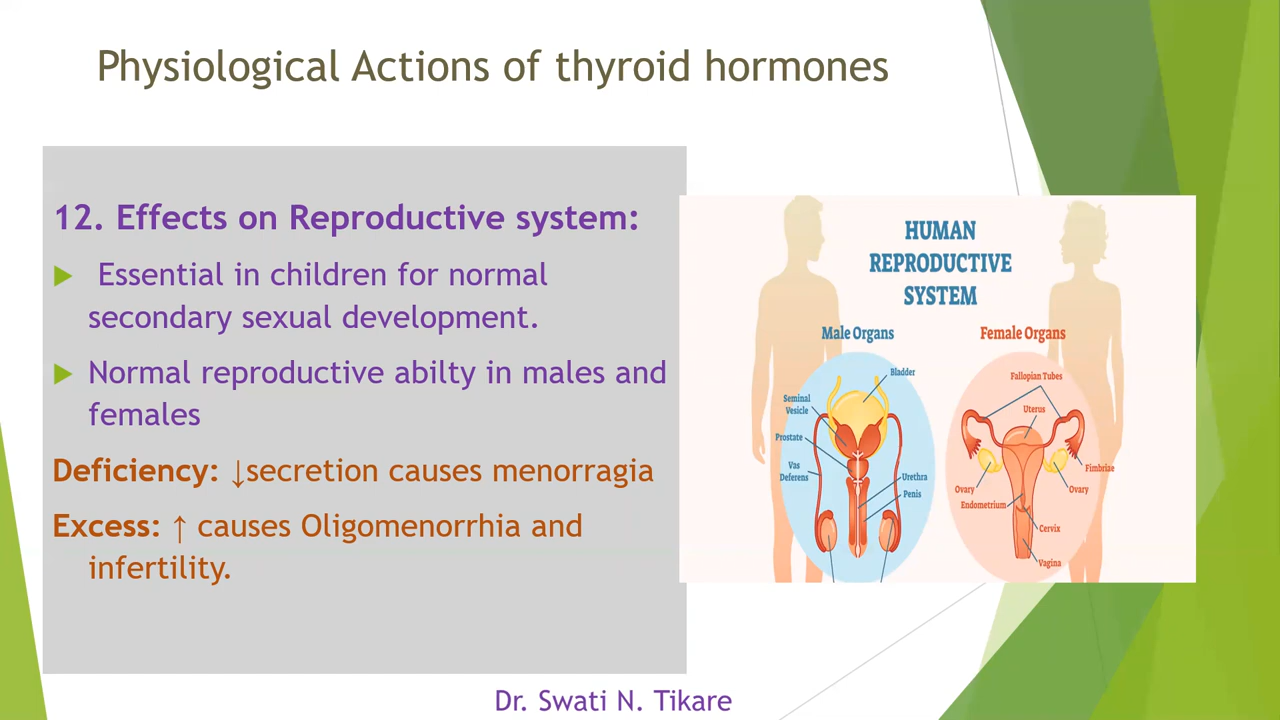 Physiological Actions of thyroid hormones
12. Effects on Reproductive system:
Essential in children for normal
secondary sexual development.
Normal reproductive abilty in males and
females
Deficiency: ↓secretion causes menorragia
Excess: ↑ causes Oligomenorrhia and
infertility.
HUMAN
REPRODUCTIVE
SYSTEM
Male Organs
Bladder
Seminal
Vesicle
Prostate
Vas
Deferens
Urethra
Penis
Female Organs
Fallopian Tubes
Uterus
Fimbriae
Ovary
Ovary
Endometrium
Cervix
Vagina
Dr. Swati N. Tikare